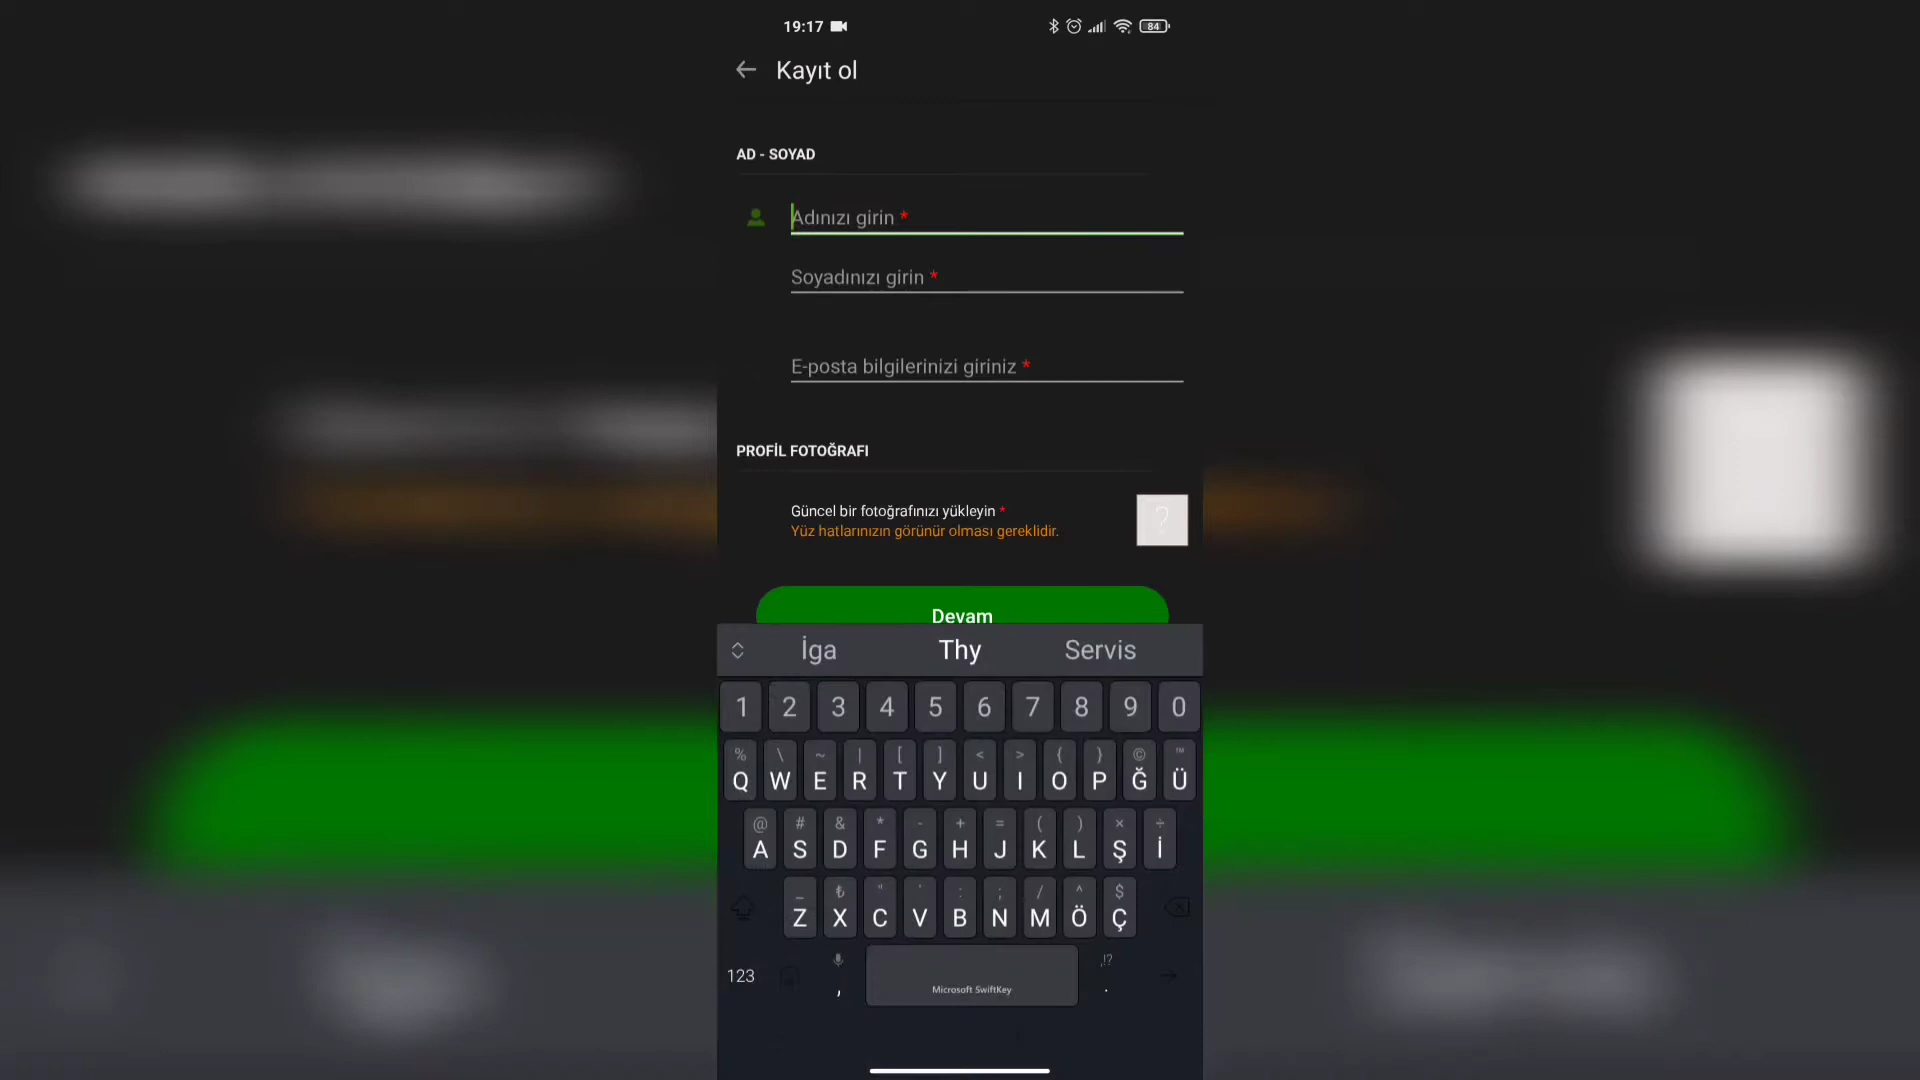 19:17
84
Kayıt ol
AD - SOYAD
Adınızı girin *
Soyadınızı girin *
E-posta bilgilerinizi giriniz *
PROFİL FOTOĞRAFI
Güncel bir fotoğrafınızı yükleyin *
Yüz hatlarınızın görünür olması gereklidir.
?
Devam
İga Thy Servis
1 2 3 4 5 6 7 8 9 0
% \ ~ | [ ] < > { } © ™
Q W E R T Y U I O P Ğ Ü
@ # & * - + = ( ) × ÷
A S D F G H J K L Ş İ
_ ₺ " ' : ; / ^ $
Z X C V B N M Ö Ç
123 , Microsoft SwiftKey ,!? .